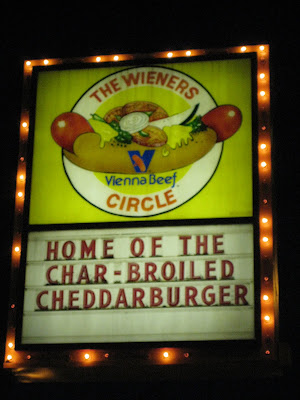 THE WIENERS
V
Vienna Beef
CIRCLE
HOME OF THE
CHAR-BROILED
CHEDDARBURGER